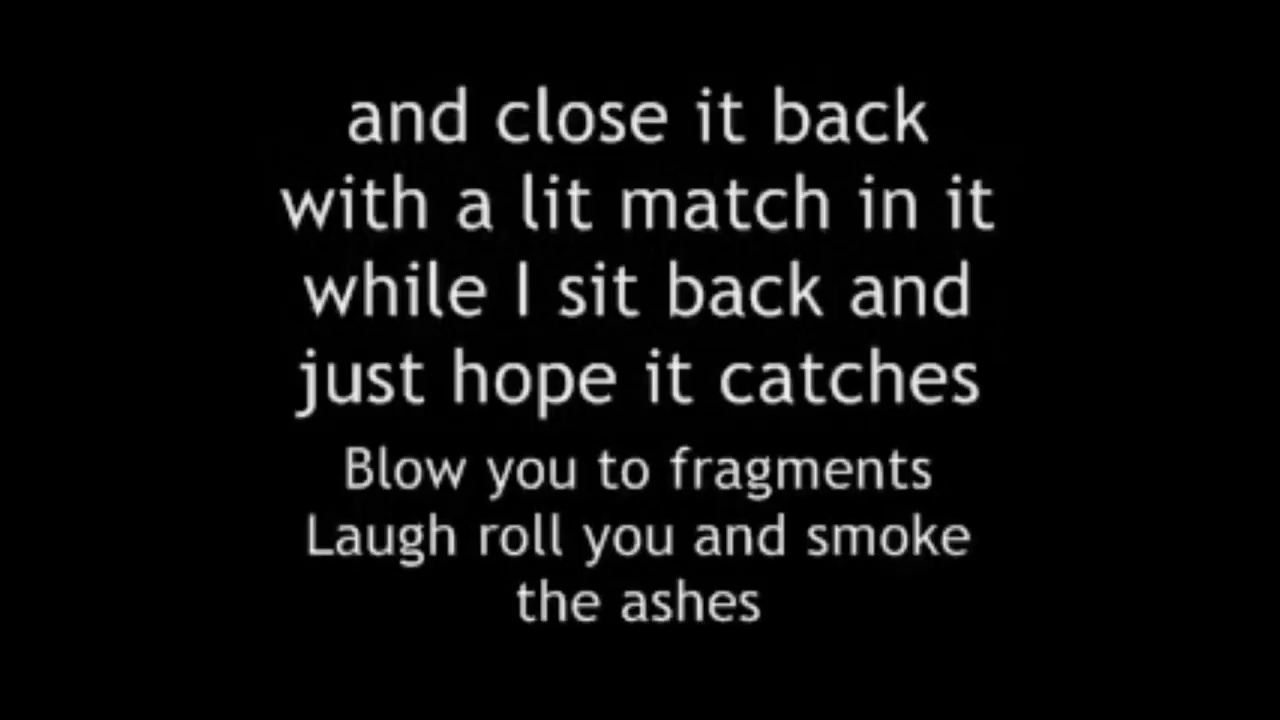 and close it back
with a lit match in it
while I sit back and
just hope it catches
Blow you to fragments
Laugh roll you and smoke
the ashes